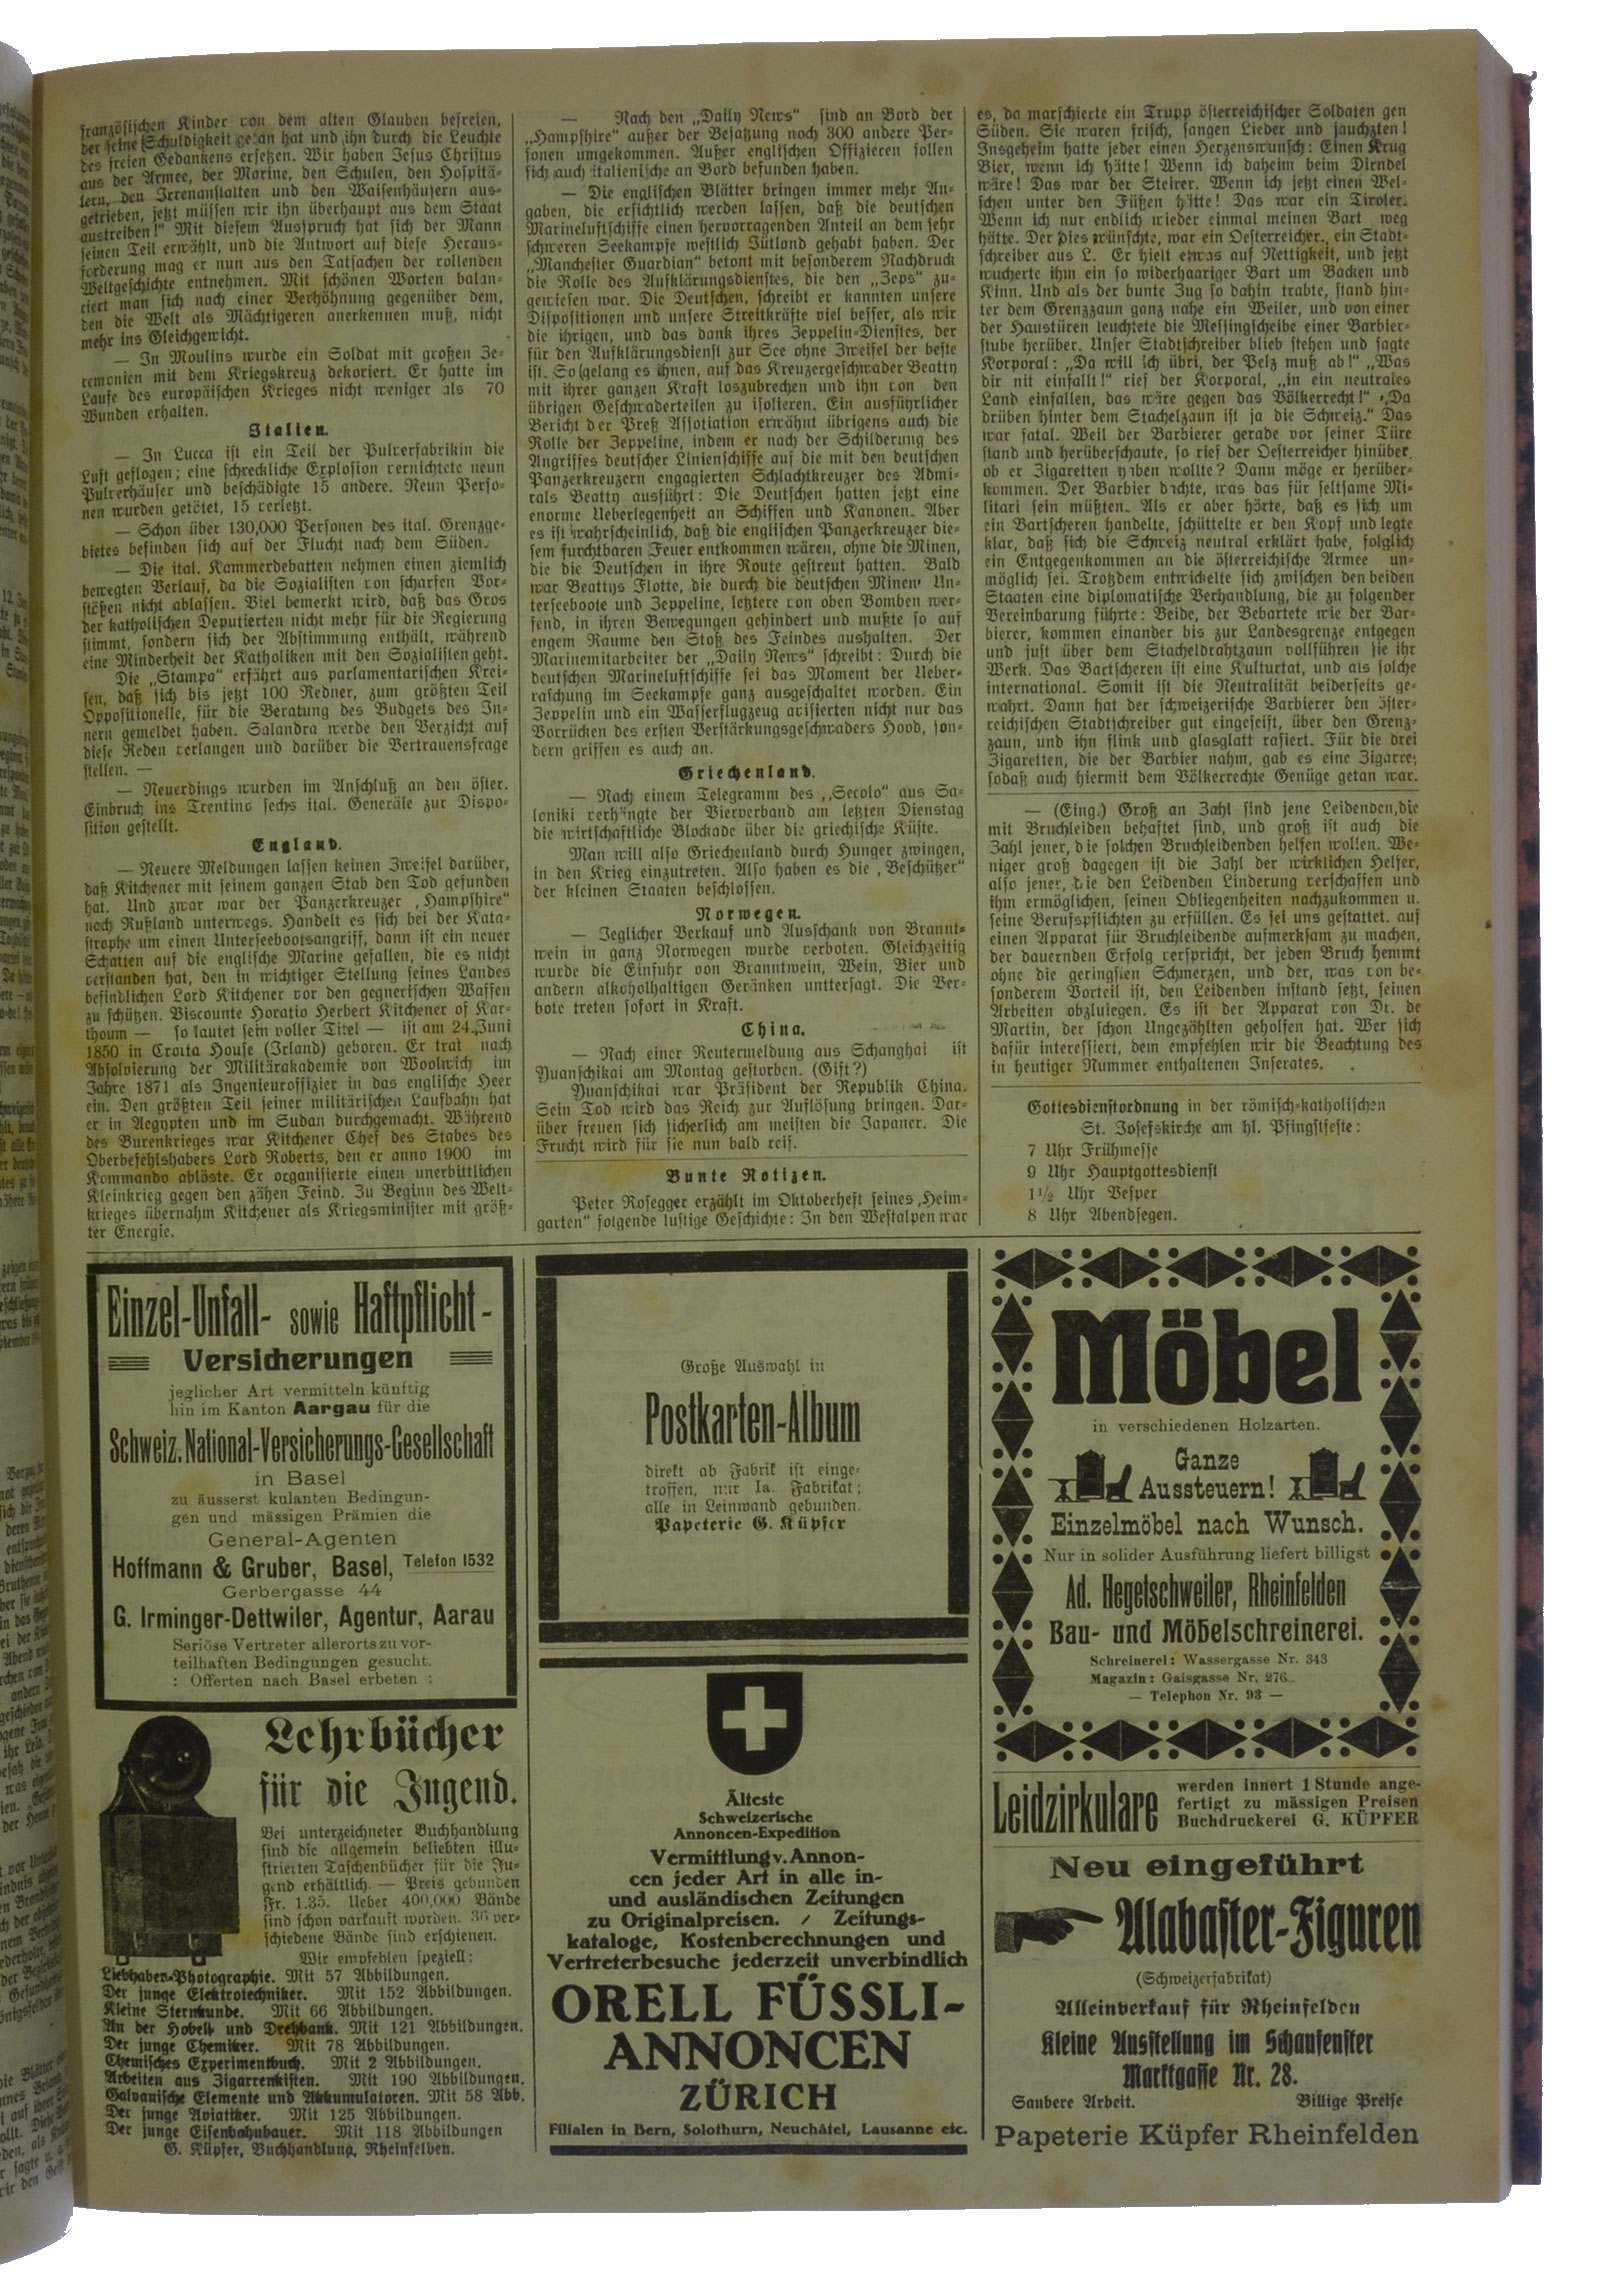 französischen Kinder von dem alten Glauben befreien,
der seine Schuldigkeit getan hat und ihn durch die Leuchte
des freien Gedankens ersetzen. Wir haben Jesus Christus
aus der Armee, der Marine, den Schulen, den Hospitä-
lern, den Irrenanstalten und den Waisenhäusern aus-
getrieben, jetzt müssen wir ihn überhaupt aus dem Staat
austreiben!" Mit diesem Ausspruch hat sich der Mann
seinen Teil erwählt, und die Antwort auf diese Heraus-
forderung mag er nun aus den Tatsachen der rollenden
Weltgeschichte entnehmen. Mit schönen Worten balan-
ciert man sich nach einer Verhöhnung gegenüber dem,
den die Welt als Mächtigeren anerkennen muß, nicht
mehr ins Gleichgewicht.
— In Moulins wurde ein Soldat mit großen Ze-
remonien mit dem Kriegskreuz dekoriert. Er hatte im
Laufe des europäischen Krieges nicht weniger als 70
Wunden erhalten.
Italien.
— In Lucca ist ein Teil der Pulverfabrikin die
Luft geflogen; eine schreckliche Explosion vernichtete neun
Pulverhäuser und beschädigte 15 andere. Neun Perso-
nen wurden getötet, 15 verletzt.
— Schon über 130,000 Personen des ital. Grenzge-
bietes befinden sich auf der Flucht nach dem Süden.
— Die ital. Kammerdebatten nehmen einen ziemlich
bewegten Verlauf, da die Sozialisten von scharfen Vor-
stößen nicht ablassen. Viel bemerkt wird, daß das Gros
der katholischen Deputierten nicht mehr für die Regierung
stimmt, sondern sich der Abstimmung enthält, während
eine Minderheit der Katholiken mit den Sozialisten geht.
Die „Stampa" erfährt aus parlamentarischen Krei-
sen, daß sich bis jetzt 100 Redner, zum größten Teil
Oppositionelle, für die Beratung des Budgets des In-
nern gemeldet haben. Salandra werde den Verzicht auf
diese Reden verlangen und darüber die Vertrauensfrage
stellen. —
— Neuerdings wurden im Anschluß an den öster.
Einbruch ins Trentino sechs ital. Generäle zur Dispo-
sition gestellt.
England.
— Neuere Meldungen lassen keinen Zweifel darüber,
daß Kitchener mit seinem ganzen Stab den Tod gefunden
hat. Und zwar war der Panzerkreuzer „Hampshire"
nach Rußland unterwegs. Handelt es sich bei der Kata-
strophe um einen Unterseebootsangriff, dann ist ein neuer
Schatten auf die englische Marine gefallen, die es nicht
verstanden hat, den in wichtiger Stellung seines Landes
befindlichen Lord Kitchener vor den gegnerischen Waffen
zu schützen. Viscounte Horatio Herbert Kitchener of Kar-
thoum — so lautet sein voller Titel — ist am 24. Juni
1850 in Crotta House (Irland) geboren. Er trat nach
Absolvierung der Militärakademie von Woolwich im
Jahre 1871 als Ingenieuroffizier in das englische Heer
ein. Den größten Teil seiner militärischen Laufbahn hat
er in Aegypten und im Sudan durchgemacht. Während
des Burenkrieges war Kitchener Chef des Stabes des
Oberbefehlshabers Lord Roberts, den er anno 1900 im
Kommando ablöste. Er organisierte einen unerbittlichen
Kleinkrieg gegen den zähen Feind. Zu Beginn des Welt-
krieges übernahm Kitchener als Kriegsminister mit größ-
ter Energie.
— Nach den „Daily News" sind an Bord der
„Hampshire" außer der Besatzung noch 300 andere Per-
sonen umgekommen. Außer englischen Offizieren sollen
sich auch italienische an Bord befunden haben.
— Die englischen Blätter bringen immer mehr An-
gaben, die ersichtlich werden lassen, daß die deutschen
Marineluftschiffe einen hervorragenden Anteil an dem sehr
schweren Seekampfe westlich Jütland gehabt haben. Der
„Manchester Guardian" betont mit besonderem Nachdruck
die Rolle des Aufklärungsdienstes, die den „Zeps" zu-
gewiesen war. Die Deutschen, schreibt er kannten unsere
Dispositionen und unsere Streitkräfte viel besser, als wir
die ihrigen, und das dank ihres Zeppelin-Dienstes, der
für den Aufklärungsdienst zur See ohne Zweifel der beste
ist. So gelang es ihnen, auf das Kreuzergeschwader Beatty
mit ihrer ganzen Kraft loszubrechen und ihn von den
übrigen Geschwaderteilen zu isolieren. Ein ausführlicher
Bericht der Preß Assotiation erwähnt übrigens auch die
Rolle der Zeppeline, indem er nach der Schilderung des
Angriffes deutscher Linienschiffe auf die mit den deutschen
Panzerkreuzern engagierten Schlachtkreuzer des Admi-
rals Beatty ausführt: Die Deutschen hatten jetzt eine
enorme Ueberlegenheit an Schiffen und Kanonen. Aber
es ist wahrscheinlich, daß die englischen Panzerkreuzer die-
sem furchtbaren Feuer entkommen wären, ohne die Minen,
die die Deutschen in ihre Route gestreut hatten. Bald
war Beattys Flotte, die durch die deutschen Minen Un-
terseeboote und Zeppeline, letztere von oben Bomben wer-
fend, in ihren Bewegungen gehindert und mußte so auf
engem Raume den Stoß des Feindes aushalten. Der
Marinemitarbeiter der „Daily News" schreibt: Durch die
deutschen Marineluftschiffe sei das Moment der Ueber-
raschung im Seekampfe ganz ausgeschaltet worden. Ein
Zeppelin und ein Wasserflugzeug avisierten nicht nur das
Vorrücken des ersten Verstärkungsgeschwaders Hood, son-
dern griffen es auch an.
Griechenland.
— Nach einem Telegramm des „Secolo" aus Sa-
loniki verhängte der Vierverband am letzten Dienstag
die wirtschaftliche Blockade über die griechische Küste.
Man will also Griechenland durch Hunger zwingen,
in den Krieg einzutreten. Also haben es die „Beschützer"
der kleinen Staaten beschlossen.
Norwegen.
— Jeglicher Verkauf und Ausschank von Brannt-
wein in ganz Norwegen wurde verboten. Gleichzeitig
wurde die Einfuhr von Branntwein, Wein, Bier und
andern alkoholhaltigen Geränken unttersagt. Die Ver-
bote treten sofort in Kraft.
China.
— Nach einer Reutermeldung aus Schanghai ist
Yuanschikai am Montag gestorben. (Gift?)
Yuanschikai war Präsident der Republik China.
Sein Tod wird das Reich zur Auflösung bringen. Dar-
über freuen sich sicherlich am meisten die Japaner. Die
Frucht wird für sie nun bald reif.
Bunte Notizen.
Peter Rosegger erzählt im Oktoberheft seines „Heim-
garten" folgende lustige Geschichte: In den Westalpen war
es, da marschierte ein Trupp österreichischer Soldaten gen
Süden. Sie waren frisch, sangen Lieder und jauchzten!
Insgeheim hatte jeder einen Herzenswunsch: Einen Krug
Bier, wenn ich hätte! Wenn ich daheim beim Dirndel
wäre! Das war der Steirer. Wenn ich jetzt einen Wel-
schen unter den Füßen hätte! Das war ein Tiroler.
Wenn ich nur endlich wieder einmal meinen Bart weg
hätte. Der dies wünschte, war ein Oesterreicher, ein Stadt-
schreiber aus L. Er hielt etwas auf Nettigkeit, und jetzt
wucherte ihm ein so widerhaariger Bart um Backen und
Kinn. Und als der bunte Zug so dahin trabte, stand hin-
ter dem Grenzzaun ganz nahe ein Weiler, und von einer
der Haustüren leuchtete die Messingscheibe einer Barbier-
stube herüber. Unser Stadtschreiber blieb stehen und sagte
Korporal: „Da will ich übri, der Pelz muß ab!" „Was
dir nit einfallt!" rief der Korporal, „in ein neutrales
Land einfallen, das wäre gegen das Völkerrecht!" „Da
drüben hinter dem Stachelzaun ist ja die Schweiz." Das
war fatal. Weil der Barbierer gerade vor seiner Türe
stand und herüberschaute, so rief der Oesterreicher hinüber,
ob er Zigaretten haben wollte? Dann möge er herüber-
kommen. Der Barbier dachte, was das für seltsame Mi-
litari sein müßten. Als er aber hörte, daß es sich um
ein Bartscheren handelte, schüttelte er den Kopf und legte
klar, daß sich die Schweiz neutral erklärt habe, folglich
ein Entgegenkommen an die österreichische Armee un-
möglich sei. Trotzdem entwickelte sich zwischen den beiden
Staaten eine diplomatische Verhandlung, die zu folgender
Vereinbarung führte: Beide, der Bebartete wie der Bar-
bierer, kommen einander bis zur Landesgrenze entgegen
und just über dem Stacheldrahtzaun vollführen sie ihr
Werk. Das Bartscheren ist eine Kulturtat, und als solche
international. Somit ist die Neutralität beiderseits ge-
wahrt. Dann hat der schweizerische Barbierer den öster-
reichischen Stadtschreiber gut eingeseift, über den Grenz-
zaun, und ihn flink und glasglatt rasiert. Für die drei
Zigaretten, die der Barbier nahm, gab es eine Zigarre,
sodaß auch hiermit dem Völkerrechte Genüge getan war.
— (Eing.) Groß an Zahl sind jene Leidenden, die
mit Bruchleiden behaftet sind, und groß ist auch die
Zahl jener, die solchen Bruchleidenden helfen wollen. We-
niger groß dagegen ist die Zahl der wirklichen Helfer,
also jener, die den Leidenden Linderung verschaffen und
ihm ermöglichen, seinen Obliegenheiten nachzukommen u.
seine Berufspflichten zu erfüllen. Es sei uns gestattet. auf
einen Apparat für Bruchleidende aufmerksam zu machen,
der dauernden Erfolg verspricht, der jeden Bruch hemmt
ohne die geringsten Schmerzen, und der, was von be-
sonderem Vorteil ist, den Leidenden instand setzt, seinen
Arbeiten obzuliegen. Es ist der Apparat von Dr. de
Martin, der schon Ungezählten geholfen hat. Wer sich
dafür interessiert, dem empfehlen wir die Beachtung des
in heutiger Nummer enthaltenen Inserates.
Gottesdienstordnung in der römisch-katholischen
St. Josefskirche am hl. Pfingstfeste:
7 Uhr Frühmesse
9 Uhr Hauptgottesdienst
1½ Uhr Vesper
8 Uhr Abendsegen.
Einzel-Unfall- sowie Haftpflicht-
Versicherungen
jeglicher Art vermitteln künftig
hin im Kanton Aargau für die
Schweiz. National-Versicherungs-Gesellschaft
in Basel
zu äusserst kulanten Bedingun-
gen und mässigen Prämien die
General-Agenten
Hoffmann & Gruber, Basel, Telefon 1532
Gerbergasse 44
G. Irminger-Dettwiler, Agentur, Aarau
Seriöse Vertreter allerorts zu vor-
teilhaften Bedingungen gesucht.
: Offerten nach Basel erbeten :
Lehrbücher
für die Jugend.
Bei unterzeichneter Buchhandlung
sind die allgemein beliebten illu-
strierten Taschenbücher für die Ju-
gend erhältlich. — Preis gebunden
Fr. 1.35. Ueber 400,000 Bände
sind schon verkauft worden. 36 ver-
schiedene Bände sind erschienen.
Wir empfehlen speziell:
Liebhaber-Photographie. Mit 57 Abbildungen.
Der junge Elektrotechniker. Mit 152 Abbildungen.
Kleine Sternkunde. Mit 66 Abbildungen.
An der Hobel- und Drehbank. Mit 121 Abbildungen.
Der junge Chemiker. Mit 78 Abbildungen.
Chemisches Experimentbuch. Mit 2 Abbildungen.
Arbeiten aus Zigarrenkisten. Mit 190 Abbildungen.
Galvanische Elemente und Akkumulatoren. Mit 58 Abb.
Der junge Aviatiker. Mit 125 Abbildungen.
Der junge Eisenbahnbauer. Mit 118 Abbildungen
G. Küpfer, Buchhandlung, Rheinfelben.
Große Auswahl in
Postkarten-Album
direkt ab Fabrik ist einge-
troffen, nur Ia. Fabrikat;
alle in Leinwand gebunden.
Papeterie G. Küpfer
Älteste
Schweizerische
Annoncen-Expedition
Vermittlung v. Annon-
cen jeder Art in alle in-
und ausländischen Zeitungen
zu Originalpreisen. / Zeitungs-
kataloge, Kostenberechnungen und
Vertreterbesuche jederzeit unverbindlich
ORELL FÜSSLI-
ANNONCEN
ZÜRICH
Filialen in Bern, Solothurn, Neuchâtel, Lausanne etc.
Möbel
in verschiedenen Holzarten.
Ganze
Aussteuern!
Einzelmöbel nach Wunsch.
Nur in solider Ausführung liefert billigst
Ad. Hegetschweiler, Rheinfelden
Bau- und Möbelschreinerei.
Schreinerei: Wassergasse Nr. 343
Magazin: Gaisgasse Nr. 276
— Telephon Nr. 93 —
Leidzirkulare werden innert 1 Stunde ange-
fertigt zu mässigen Preisen
Buchdruckerei G. KÜPFER
Neu eingeführt
Alabaster-Figuren
(Schweizerfabrikat)
Alleinverkauf für Rheinfelden
Kleine Ausstellung im Schaufenster
Marktgasse Nr. 28.
Saubere Arbeit. Billige Preise
Papeterie Küpfer Rheinfelden